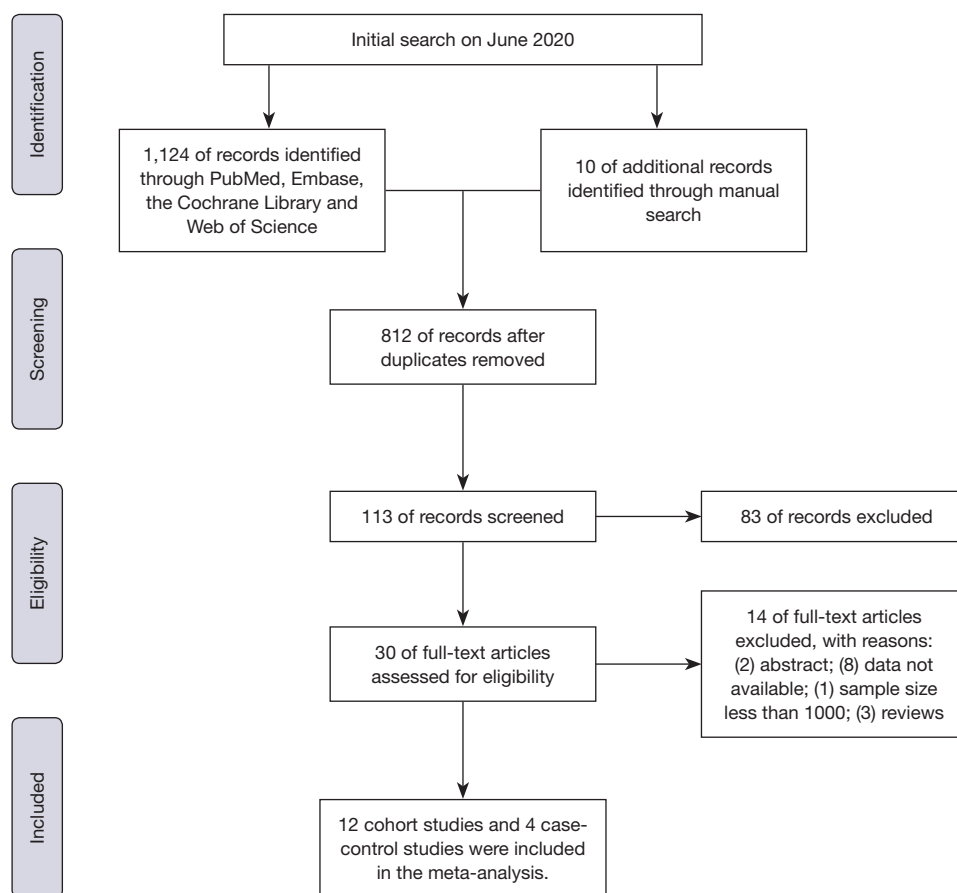 Identification
Initial search on June 2020
1,124 of records identified
through PubMed, Embase,
the Cochrane Library and
Web of Science
10 of additional records
identified through manual
search
Screening
812 of records after
duplicates removed
Eligibility
113 of records screened
83 of records excluded
30 of full-text articles
assessed for eligibility
14 of full-text articles
excluded, with reasons:
(2) abstract; (8) data not
available; (1) sample size
less than 1000; (3) reviews
Included
12 cohort studies and 4 case-
control studies were included
in the meta-analysis.